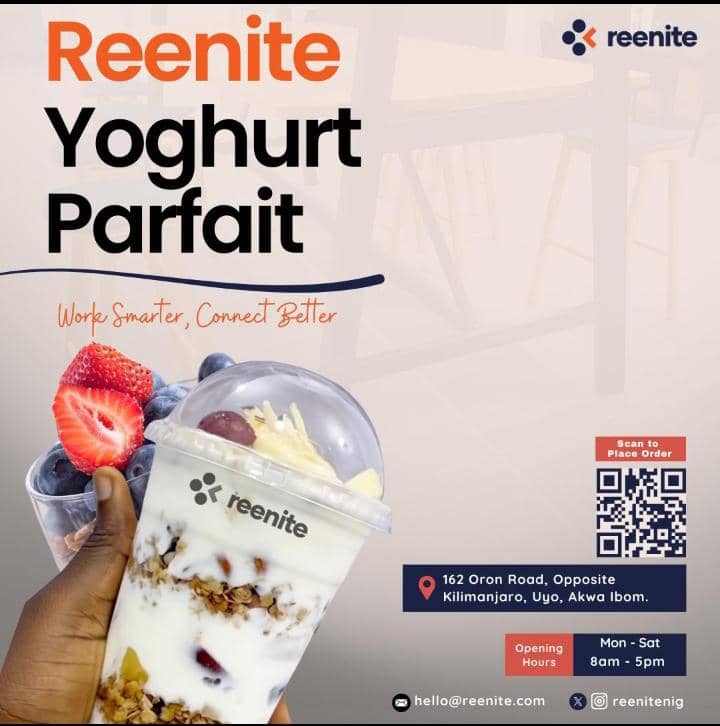 Reenite
Yoghurt
Parfait
reenite
Work Smarter, Connect Better
reenite
Scan to
Place Order
162 Oron Road, Opposite
Kilimanjaro, Uyo, Akwa Ibom.
Opening
Hours
Mon - Sat
8am - 5pm
hello@reenite.com
X
reenitenig